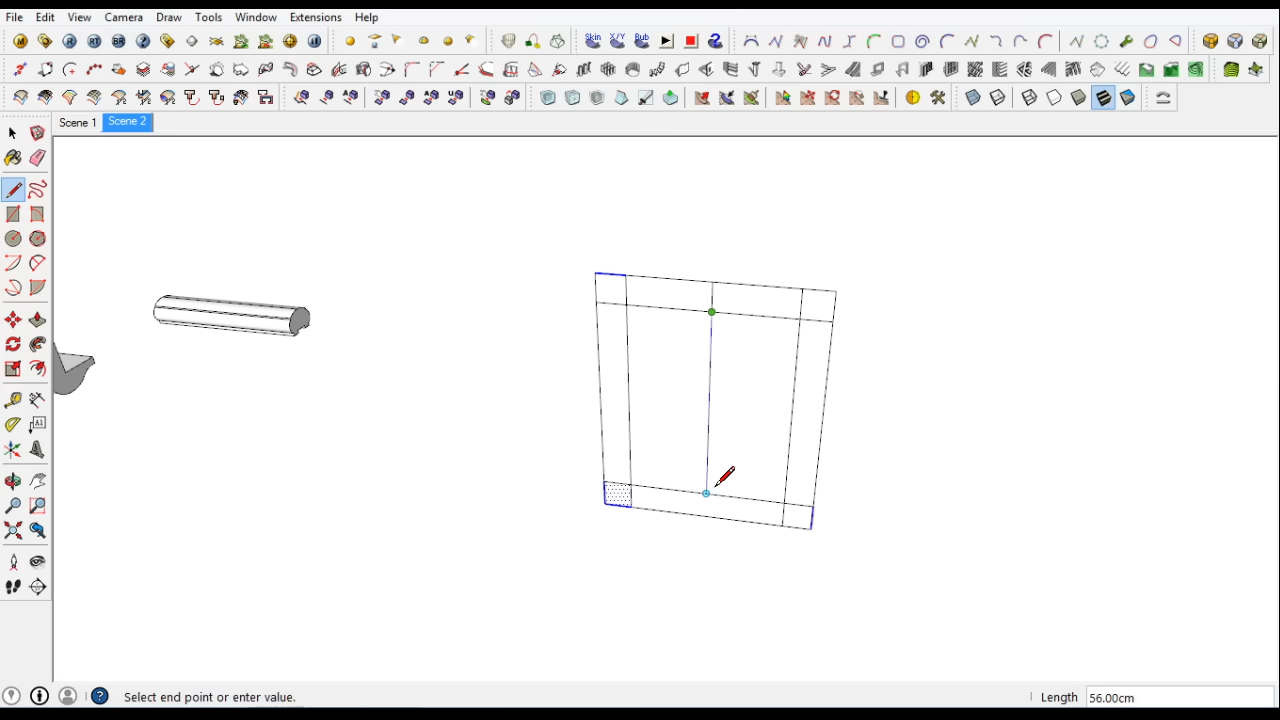 File Edit View Camera Draw Tools Window Extensions Help
Skin X/Y Bub
Scene 1 Scene 2
Select end point or enter value. Length 56.00cm